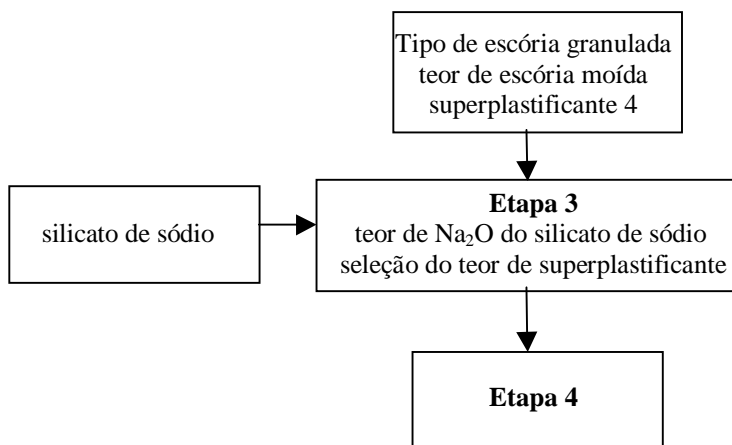 Tipo de escória granulada
teor de escória moída
superplastificante 4
silicato de sódio
Etapa 3
teor de Na₂O do silicato de sódio
seleção do teor de superplastificante
Etapa 4